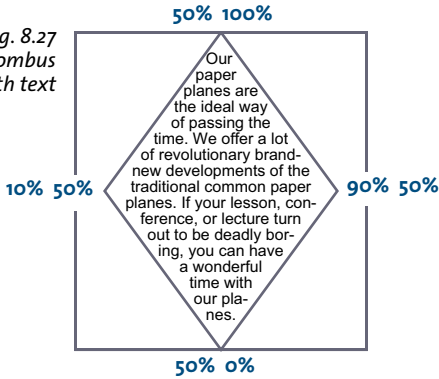 50% 100%
g. 8.27
ombus
th text
Our
paper
planes are
the ideal way
of passing the
time. We offer a lot
of revolutionary brand-
new developments of the
traditional common paper
planes. If your lesson, con-
ference, or lecture turn
out to be deadly bor-
ing, you can have
a wonderful
time with
our pla-
nes.
10% 50%
90% 50%
50% 0%